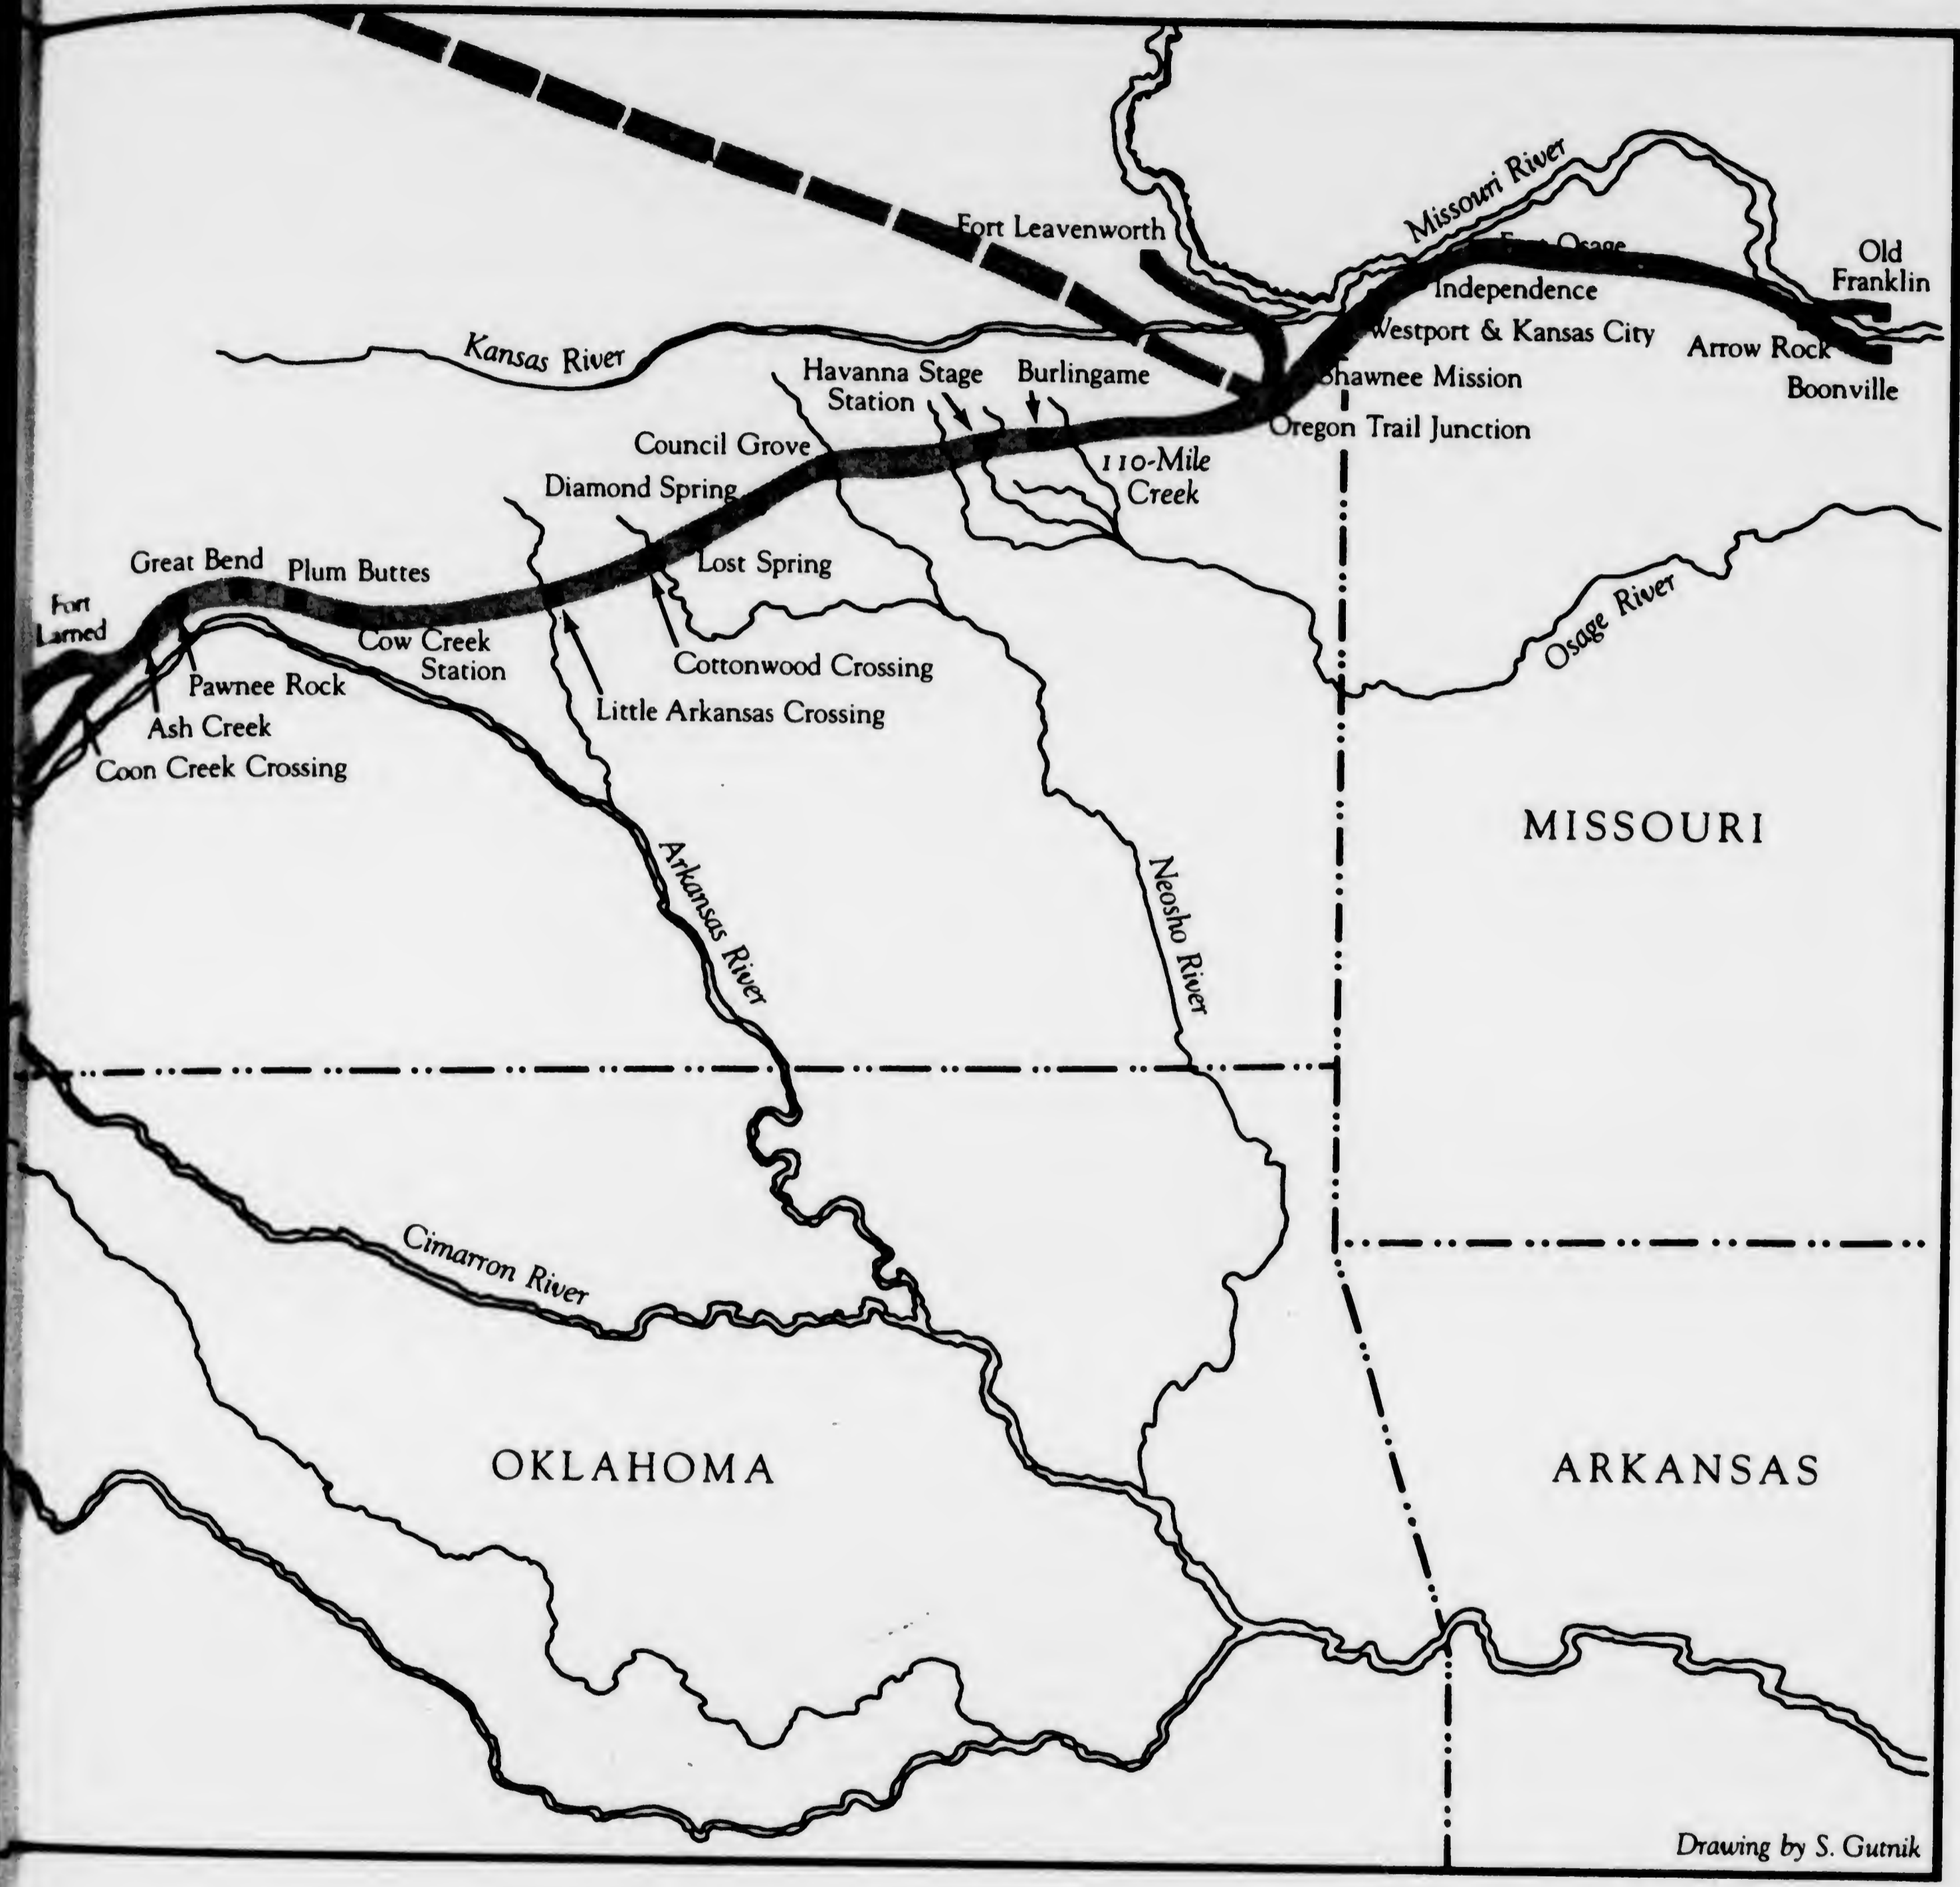 Missouri River
Fort Leavenworth
Fort Osage
Old
Franklin
Independence
Westport & Kansas City
Arrow Rock
Kansas River
Havanna Stage
Station
Burlingame
Shawnee Mission
Boonville
Oregon Trail Junction
Council Grove
110-Mile
Creek
Diamond Spring
Great Bend
Plum Buttes
Lost Spring
Fort
Larned
Cow Creek
Station
Cottonwood Crossing
Osage River
Pawnee Rock
Little Arkansas Crossing
Ash Creek
Coon Creek Crossing
MISSOURI
Arkansas River
Neosho River
Cimarron River
OKLAHOMA
ARKANSAS
Drawing by S. Gutnik